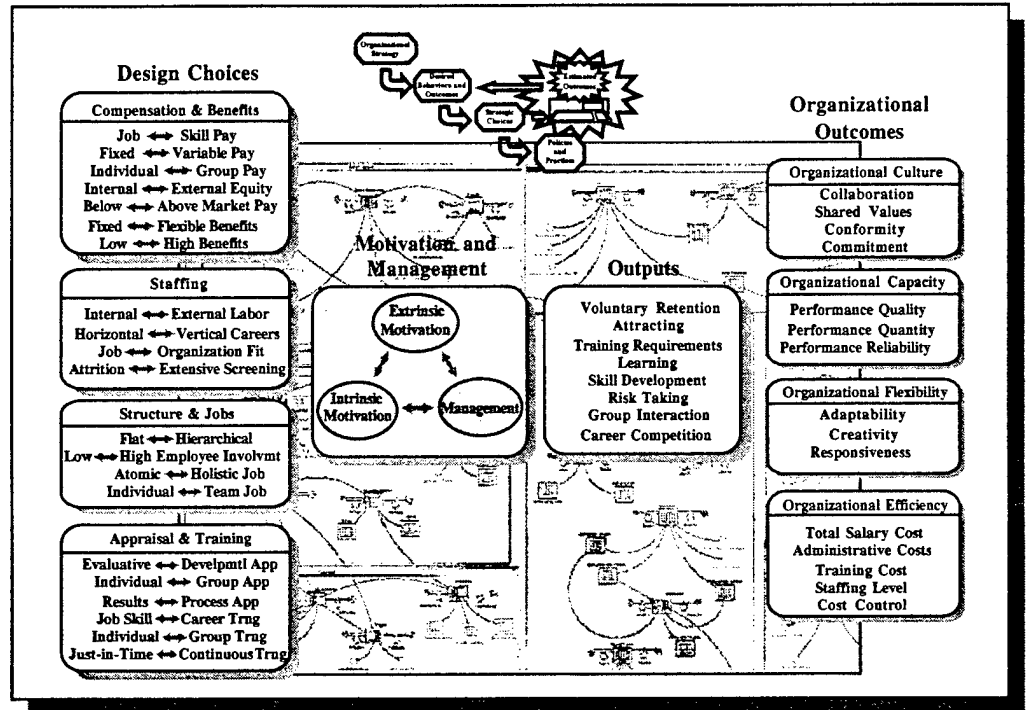 Organizational
Strategy
Desired
Behaviors and
Outcomes
Estimated
Outcomes
Strategic
Choices
Policies
and
Practices
Design Choices
Compensation & Benefits
Job ↔ Skill Pay
Fixed ↔ Variable Pay
Individual ↔ Group Pay
Internal ↔ External Equity
Below ↔ Above Market Pay
Fixed ↔ Flexible Benefits
Low ↔ High Benefits
Staffing
Internal ↔ External Labor
Horizontal ↔ Vertical Careers
Job ↔ Organization Fit
Attrition ↔ Extensive Screening
Structure & Jobs
Flat ↔ Hierarchical
Low ↔ High Employee Involvmt
Atomic ↔ Holistic Job
Individual ↔ Team Job
Appraisal & Training
Evaluative ↔ Develpmtl App
Individual ↔ Group App
Results ↔ Process App
Job Skill ↔ Career Trng
Individual ↔ Group Trng
Just-in-Time ↔ Continuous Trng
Motivation and
Management
Extrinsic
Motivation
Intrinsic
Motivation
Management
Outputs
Voluntary Retention
Attracting
Training Requirements
Learning
Skill Development
Risk Taking
Group Interaction
Career Competition
Organizational
Outcomes
Organizational Culture
Collaboration
Shared Values
Conformity
Commitment
Organizational Capacity
Performance Quality
Performance Quantity
Performance Reliability
Organizational Flexibility
Adaptability
Creativity
Responsiveness
Organizational Efficiency
Total Salary Cost
Administrative Costs
Training Cost
Staffing Level
Cost Control